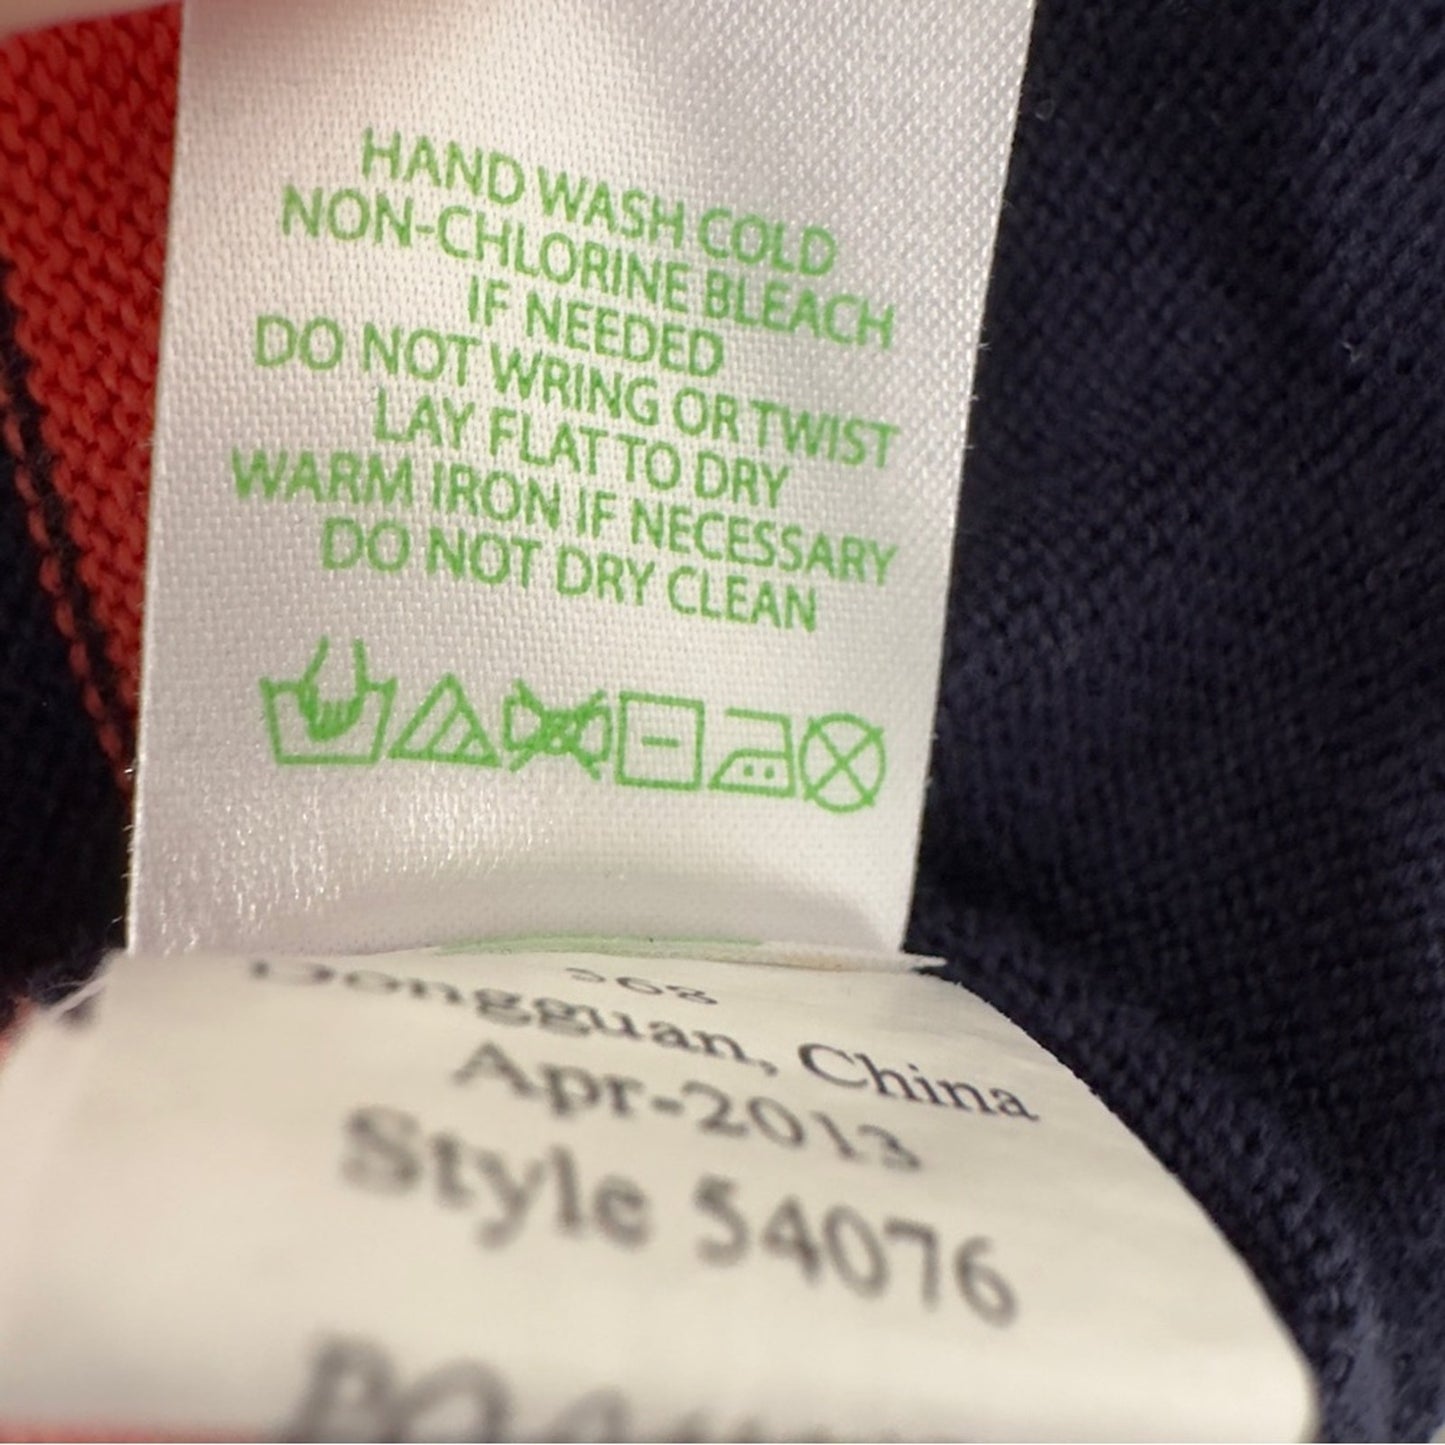 HAND WASH COLD
NON-CHLORINE BLEACH
IF NEEDED
DO NOT WRING OR TWIST
LAY FLAT TO DRY
WARM IRON IF NECESSARY
DO NOT DRY CLEAN
368
Dongguan, China
Apr-2013
Style 54076